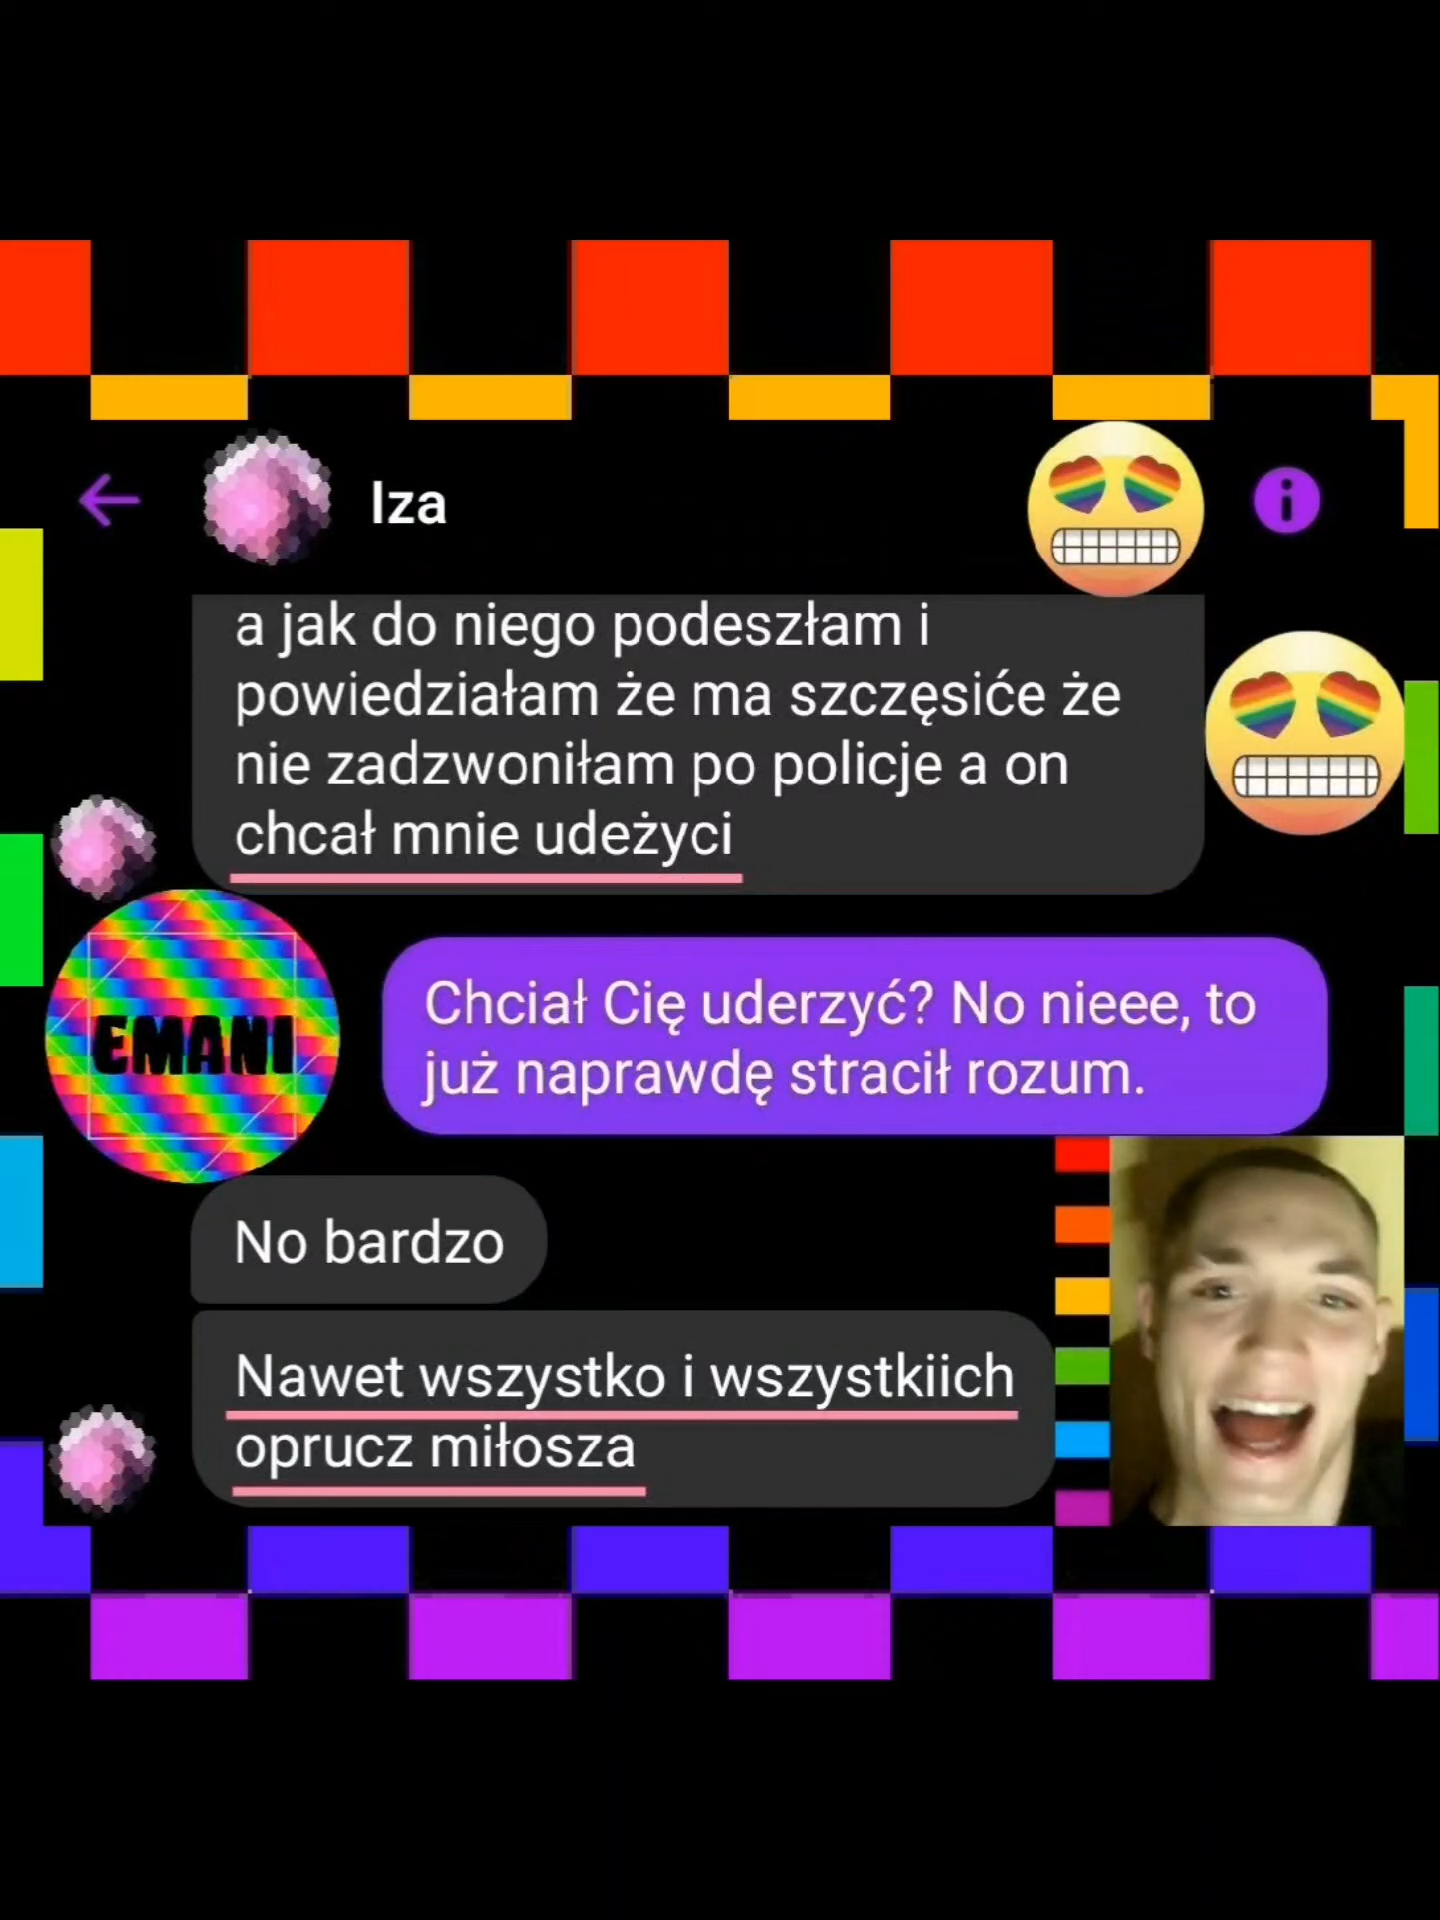 Iza
a jak do niego podeszłam i
powiedziałam że ma szczęsiće że
nie zadzwoniłam po policje a on
chcał mnie udeżyci
EMANI
Chciał Cię uderzyć? No nieee, to
już naprawdę stracił rozum.
No bardzo
Nawet wszystko i wszystkiich
oprucz miłosza